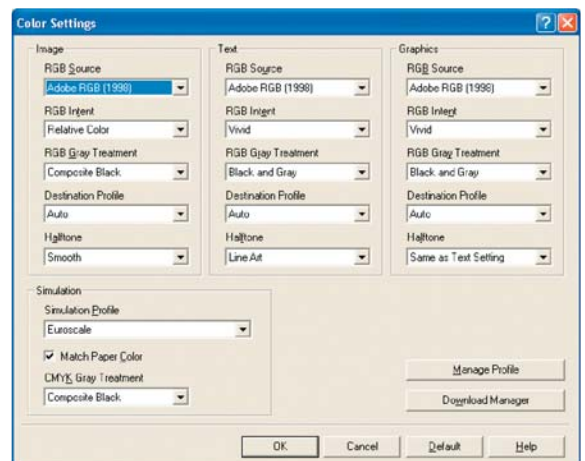 Color Settings
Image
RGB Source
Adobe RGB (1998)
RGB Intent
Relative Color
RGB Gray Treatment
Composite Black
Destination Profile
Auto
Halftone
Smooth
Text
RGB Source
Adobe RGB (1998)
RGB Intent
Vivid
RGB Gray Treatment
Black and Gray
Destination Profile
Auto
Halftone
Line Art
Graphics
RGB Source
Adobe RGB (1998)
RGB Intent
Vivid
RGB Gray Treatment
Black and Gray
Destination Profile
Auto
Halftone
Same as Text Setting
Simulation
Simulation Profile
Euroscale
Match Paper Color
CMYK Gray Treatment
Composite Black
Manage Profile
Download Manager
OK Cancel Default Help